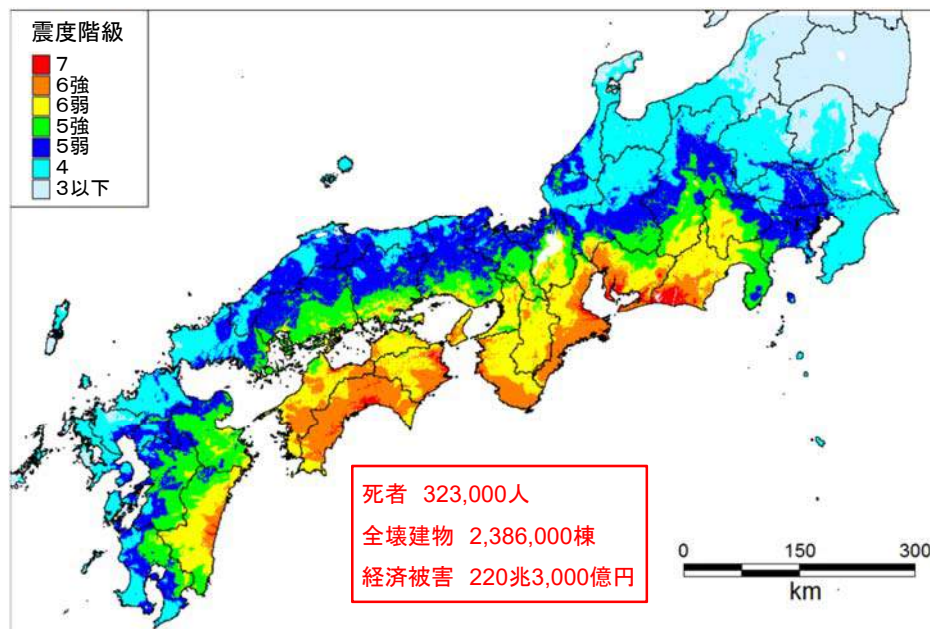 震度階級
7
6強
6弱
5強
5弱
4
3以下
死者 323,000人
全壊建物 2,386,000棟
経済被害 220兆3,000億円
0 150 300
km